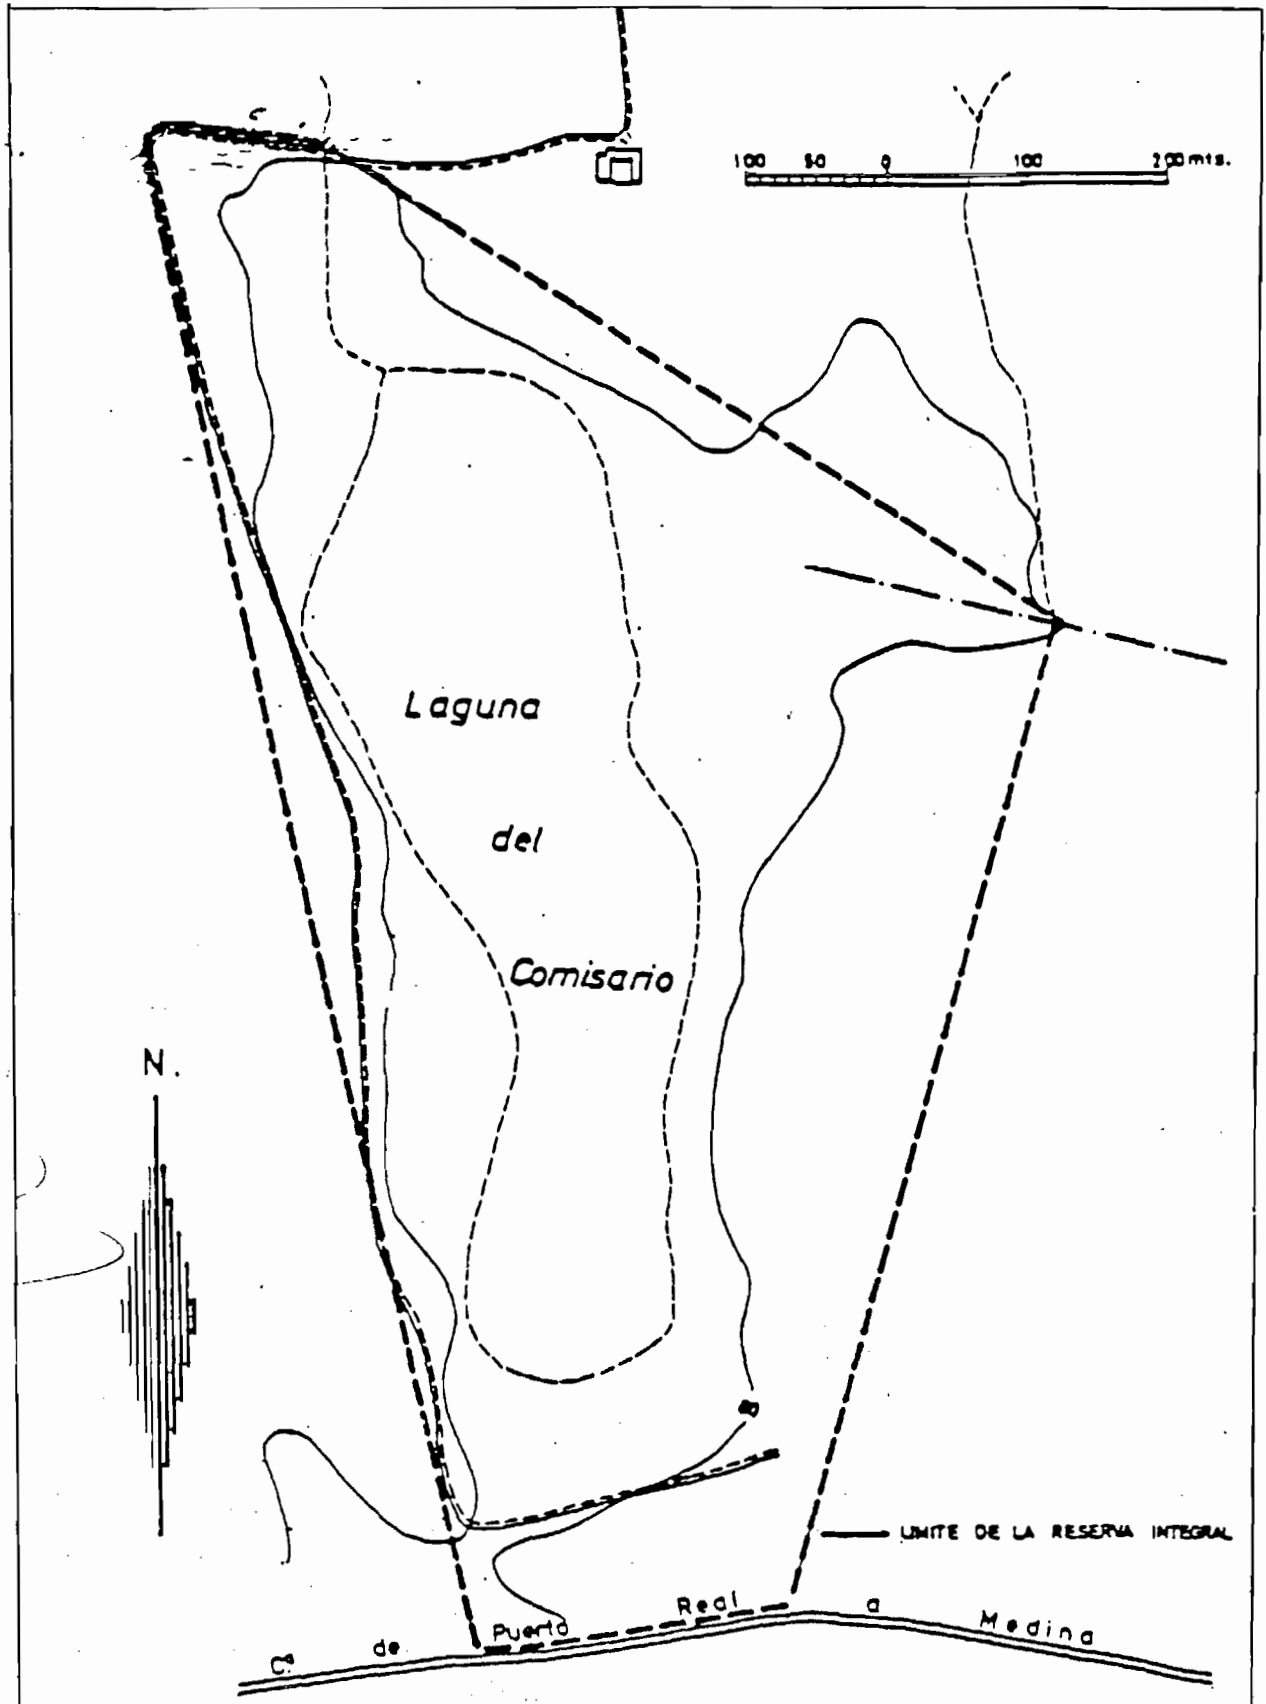 100 50 0 100 200 mts.
Laguna
del
Comisario
N.
LIMITE DE LA RESERVA INTEGRAL
Cª de Puerto Real a Medina